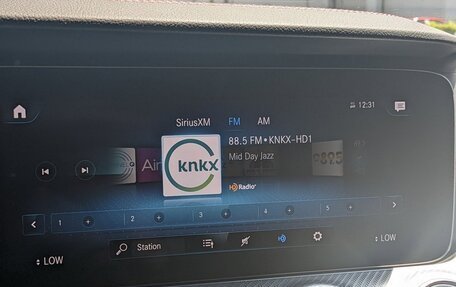 12:31
SiriusXM FM AM
88.5 FM • KNKX-HD1
Mid Day Jazz
knkx
HD Radio
1 + 2 + 3 + 4 + 5
Station
LOW
LOW